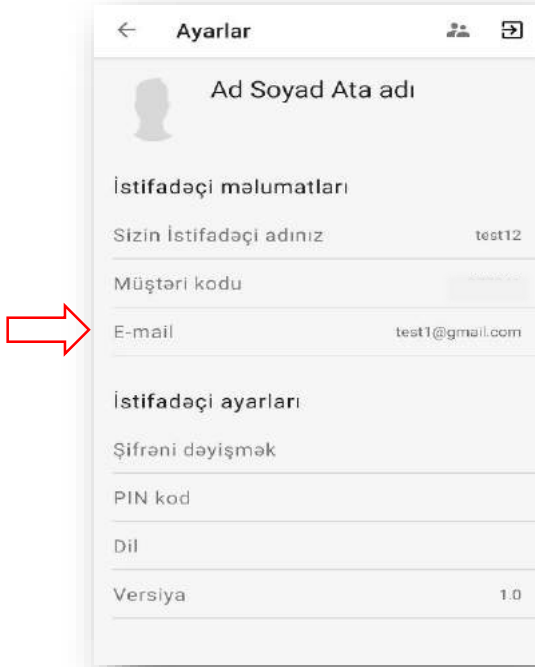 Ayarlar
Ad Soyad Ata adı
İstifadəçi məlumatları
Sizin İstifadəçi adınız test12
Müştəri kodu
E-mail test1@gmail.com
İstifadəçi ayarları
Şifrəni dəyişmək
PIN kod
Dil
Versiya 1.0